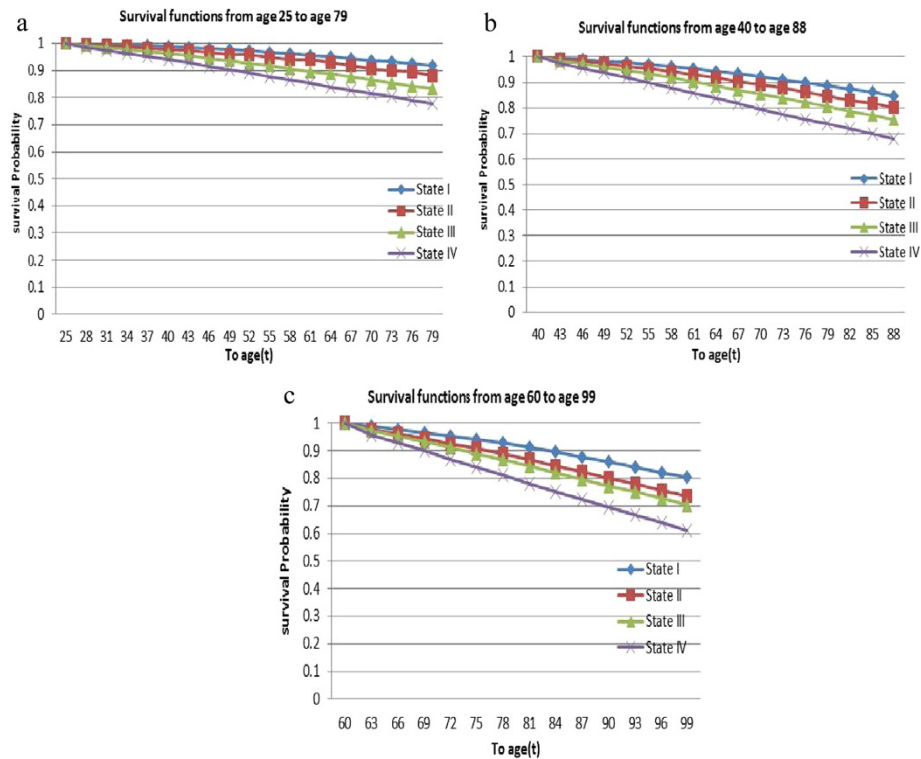 a
Survival functions from age 25 to age 79
survival Probability
1
0.9
0.8
0.7
0.6
0.5
0.4
0.3
0.2
0.1
0
State I
State II
State III
State IV
25 28 31 34 37 40 43 46 49 52 55 58 61 64 67 70 73 76 79
To age(t)
b
Survival functions from age 40 to age 88
survival Probability
1
0.9
0.8
0.7
0.6
0.5
0.4
0.3
0.2
0.1
0
State I
State II
State III
State IV
40 43 46 49 52 55 58 61 64 67 70 73 76 79 82 85 88
To age(t)
c
Survival functions from age 60 to age 99
survival Probability
1
0.9
0.8
0.7
0.6
0.5
0.4
0.3
0.2
0.1
0
State I
State II
State III
State IV
60 63 66 69 72 75 78 81 84 87 90 93 96 99
To age(t)